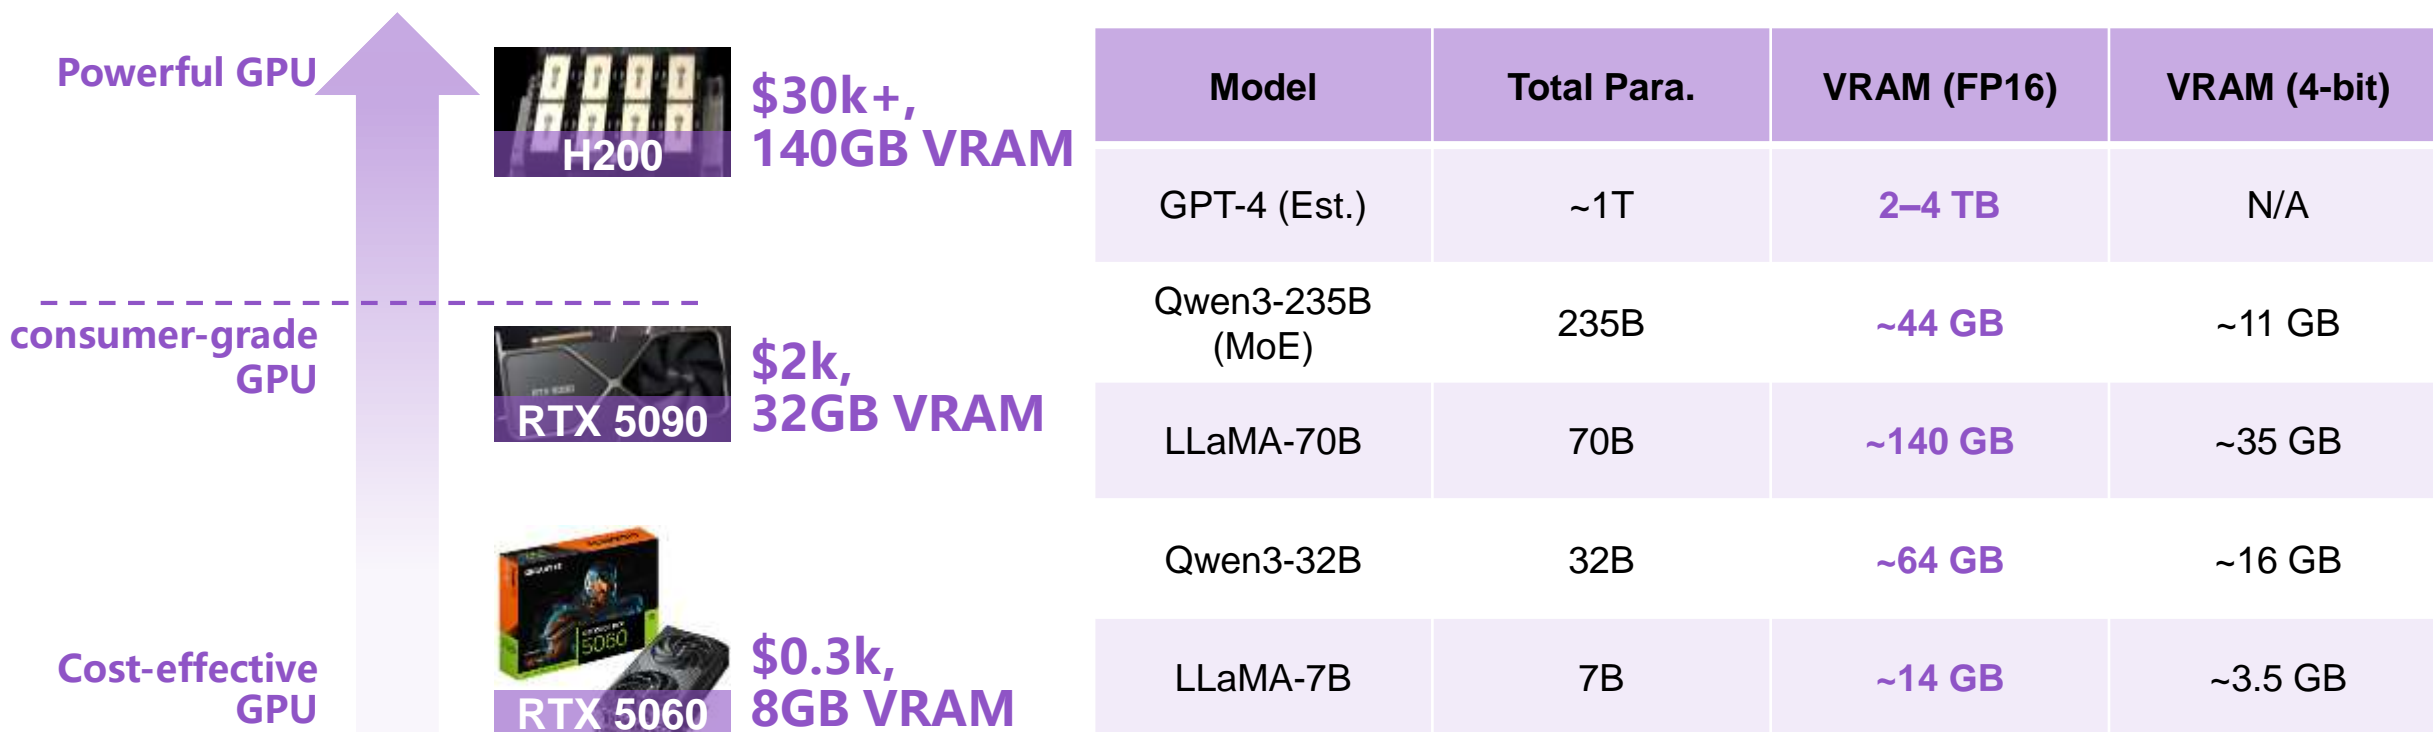 Powerful GPU
H200
$30k+,
140GB VRAM
consumer-grade
GPU
RTX 5090
$2k,
32GB VRAM
Cost-effective
GPU
5060
RTX 5060
$0.3k,
8GB VRAM
Model Total Para. VRAM (FP16) VRAM (4-bit)
GPT-4 (Est.) ~1T 2–4 TB N/A
Qwen3-235B
(MoE) 235B ~44 GB ~11 GB
LLaMA-70B 70B ~140 GB ~35 GB
Qwen3-32B 32B ~64 GB ~16 GB
LLaMA-7B 7B ~14 GB ~3.5 GB